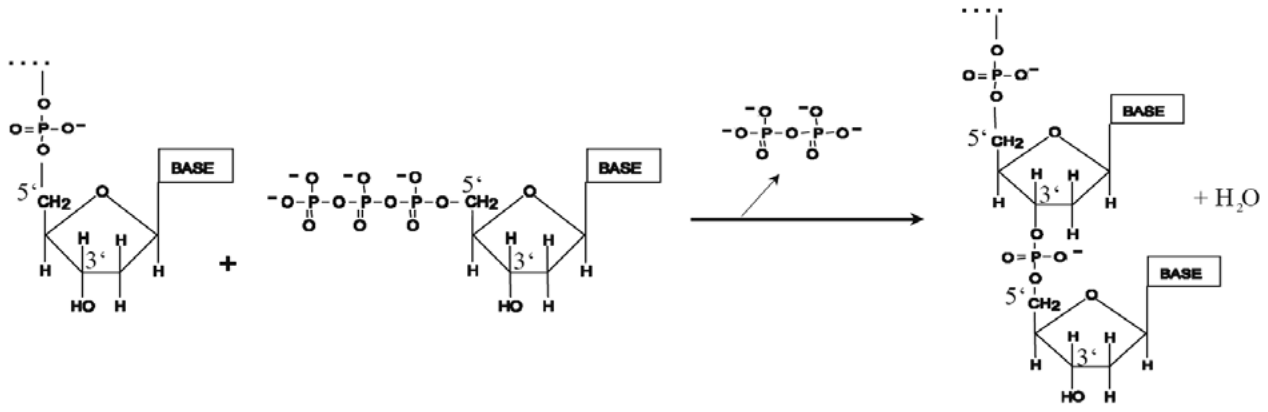 ....
O
O=P-O⁻
O
5‘ CH₂ O BASE
H H
H 3‘ H
HO H
+
⁻O ⁻O ⁻O
⁻O-P-O-P-O-P-O-CH₂ O BASE
O O O
5‘
H H
H 3‘ H
HO H
⁻O O⁻
⁻O-P-O-P-O⁻
O O
....
O
O=P-O⁻
O
5‘ CH₂ O BASE
H H
H 3‘ H
O H
O=P-O⁻
O
5‘ CH₂ O BASE
H H
H 3‘ H
HO H
+ H₂O